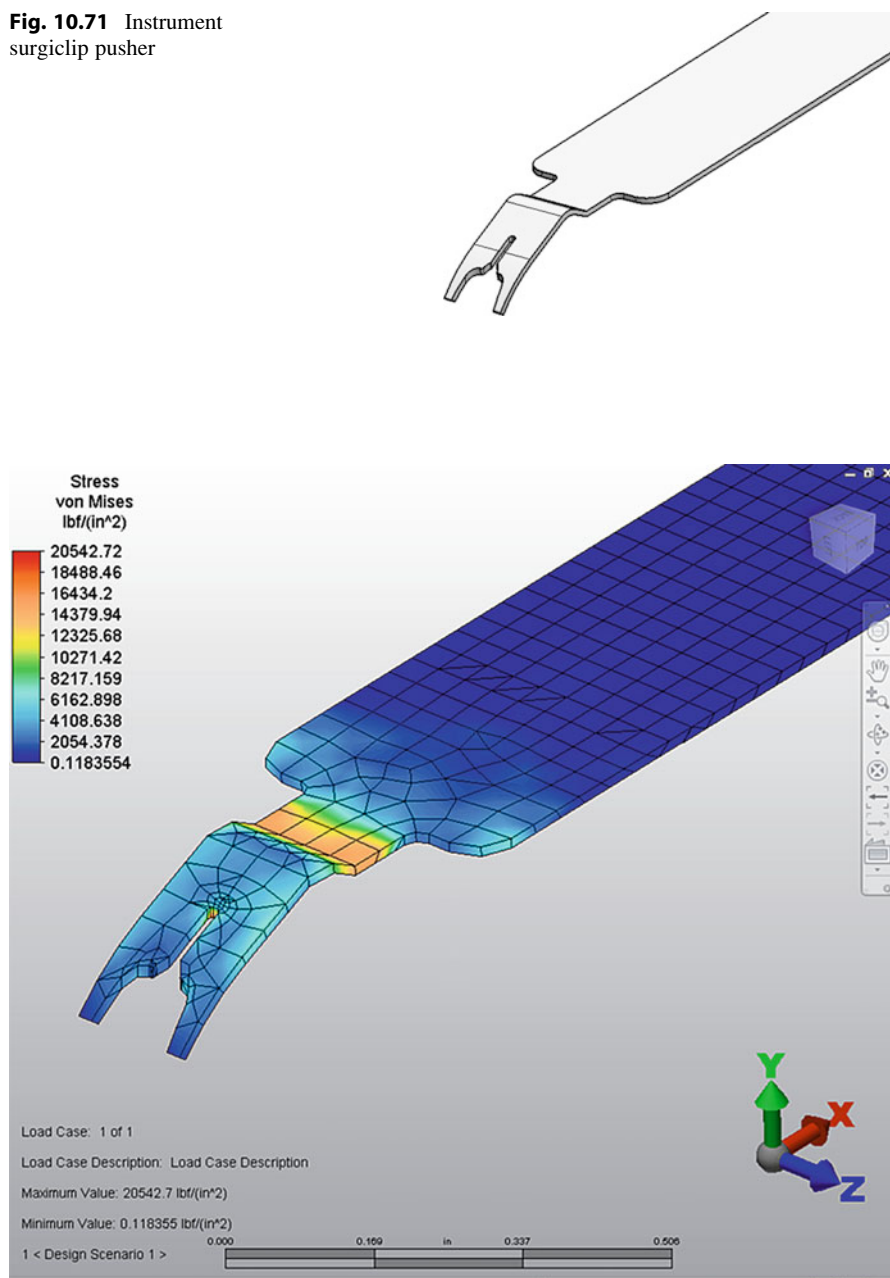 Fig. 10.71 Instrument
surgiclip pusher
Stress
von Mises
lbf/(in^2)
20542.72
18488.46
16434.2
14379.94
12325.68
10271.42
8217.159
6162.898
4108.638
2054.378
0.1183554
Y
X
Z
Load Case: 1 of 1
Load Case Description: Load Case Description
Maximum Value: 20542.7 lbf/(in^2)
Minimum Value: 0.118355 lbf/(in^2)
1 < Design Scenario 1 >
0.000 0.169 in 0.337 0.506